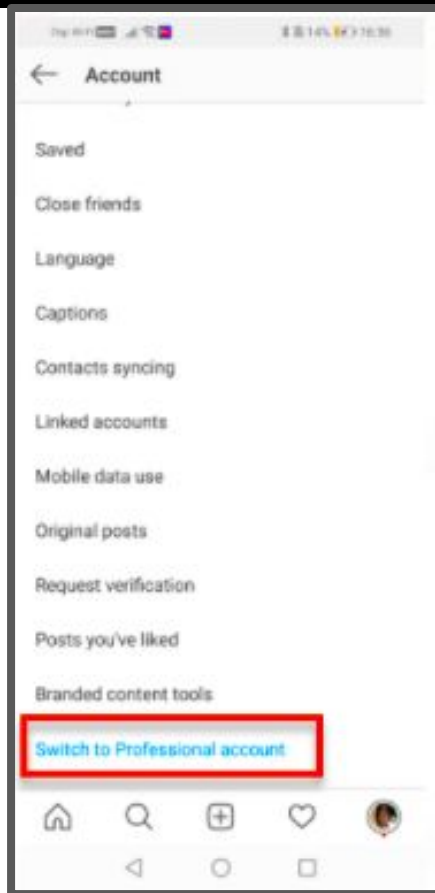 Account
Saved
Close friends
Language
Captions
Contacts syncing
Linked accounts
Mobile data use
Original posts
Request verification
Posts you've liked
Branded content tools
Switch to Professional account